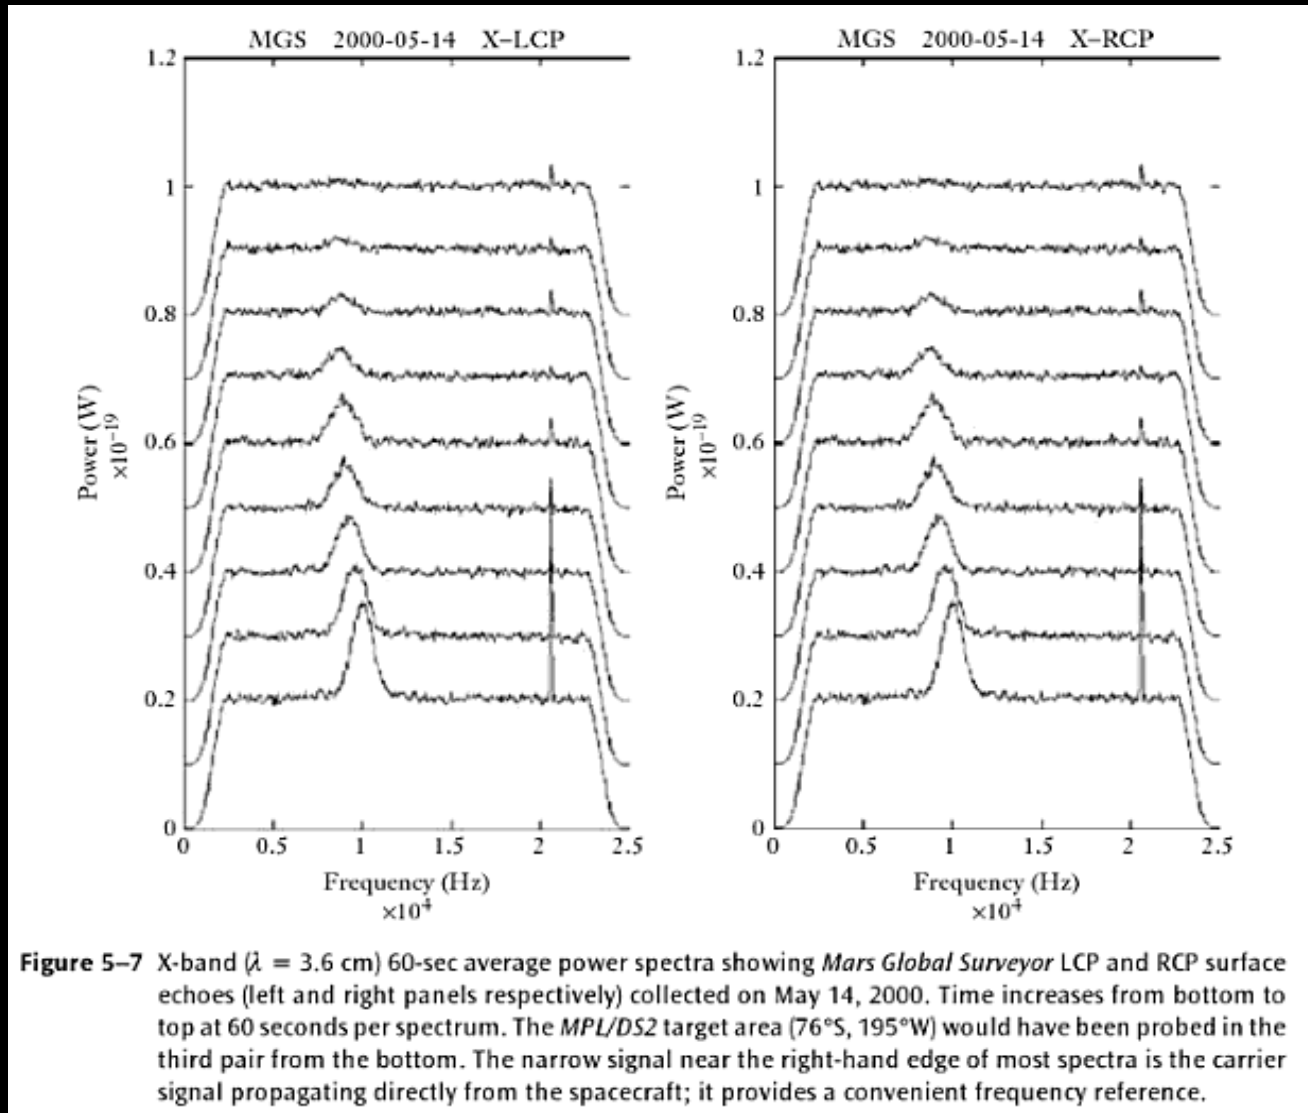 MGS 2000-05-14 X-LCP
1.2
1
0.8
0.6
0.4
0.2
0
Power (W)
×10⁻¹⁹
0 0.5 1 1.5 2 2.5
Frequency (Hz)
×10⁴
MGS 2000-05-14 X-RCP
1.2
1
0.8
0.6
0.4
0.2
0
Power (W)
×10⁻¹⁹
0 0.5 1 1.5 2 2.5
Frequency (Hz)
×10⁴
Figure 5–7 X-band (λ = 3.6 cm) 60-sec average power spectra showing Mars Global Surveyor LCP and RCP surface
echoes (left and right panels respectively) collected on May 14, 2000. Time increases from bottom to
top at 60 seconds per spectrum. The MPL/DS2 target area (76°S, 195°W) would have been probed in the
third pair from the bottom. The narrow signal near the right-hand edge of most spectra is the carrier
signal propagating directly from the spacecraft; it provides a convenient frequency reference.